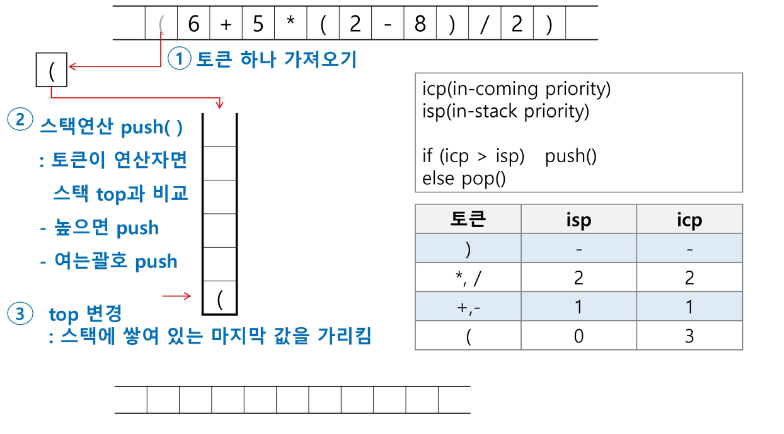 ( 6 + 5 * ( 2 - 8 ) / 2 )
① 토큰 하나 가져오기
(
② 스택연산 push( )
: 토큰이 연산자면
스택 top과 비교
- 높으면 push
- 여는괄호 push
(
③ top 변경
: 스택에 쌓여 있는 마지막 값을 가리킴
icp(in-coming priority)
isp(in-stack priority)
if (icp > isp) push()
else pop()
토큰 isp icp
) - -
*, / 2 2
+,- 1 1
( 0 3